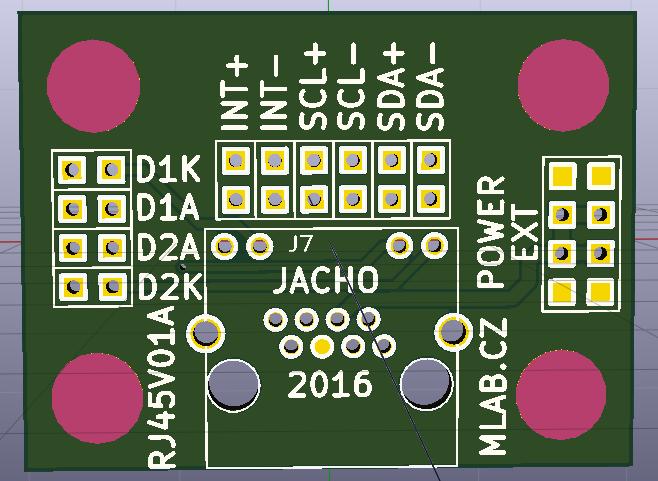 INT+
INT-
SCL+
SCL-
SDA+
SDA-
D1K
D1A
D2A
D2K
POWER
EXT
J7
JACHO
2016
RJ45V01A
MLAB.CZ